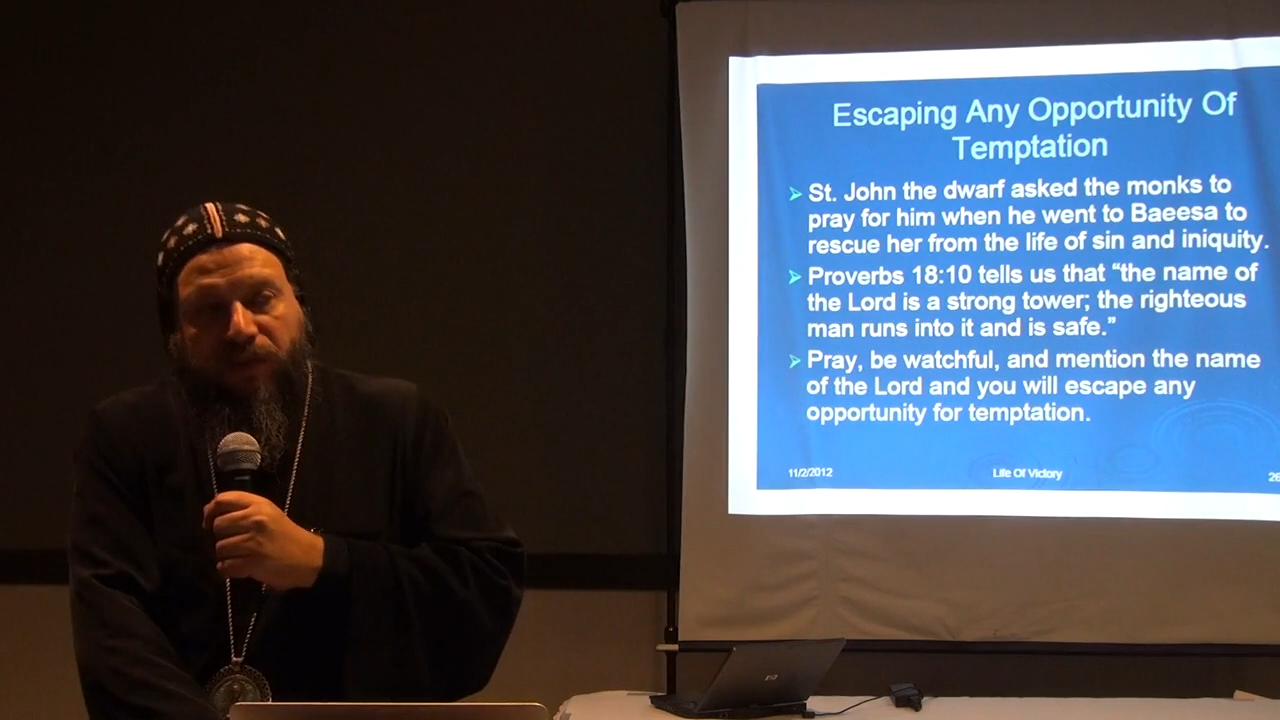 Escaping Any Opportunity Of
Temptation
St. John the dwarf asked the monks to
pray for him when he went to Baeesa to
rescue her from the life of sin and iniquity.
Proverbs 18:10 tells us that “the name of
the Lord is a strong tower; the righteous
man runs into it and is safe.”
Pray, be watchful, and mention the name
of the Lord and you will escape any
opportunity for temptation.
11/2/2012 Life Of Victory 26
hp